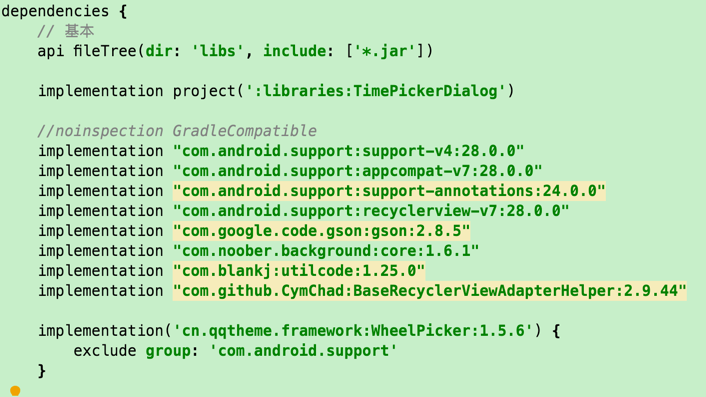 dependencies {
// 基本
api fileTree(dir: 'libs', include: ['*.jar'])
implementation project(':libraries:TimePickerDialog')
//noinspection GradleCompatible
implementation "com.android.support:support-v4:28.0.0"
implementation "com.android.support:appcompat-v7:28.0.0"
implementation "com.android.support:support-annotations:24.0.0"
implementation "com.android.support:recyclerview-v7:28.0.0"
implementation "com.google.code.gson:gson:2.8.5"
implementation "com.noober.background:core:1.6.1"
implementation "com.blankj:utilcode:1.25.0"
implementation "com.github.CymChad:BaseRecyclerViewAdapterHelper:2.9.44"
implementation('cn.qqtheme.framework:WheelPicker:1.5.6') {
exclude group: 'com.android.support'
}